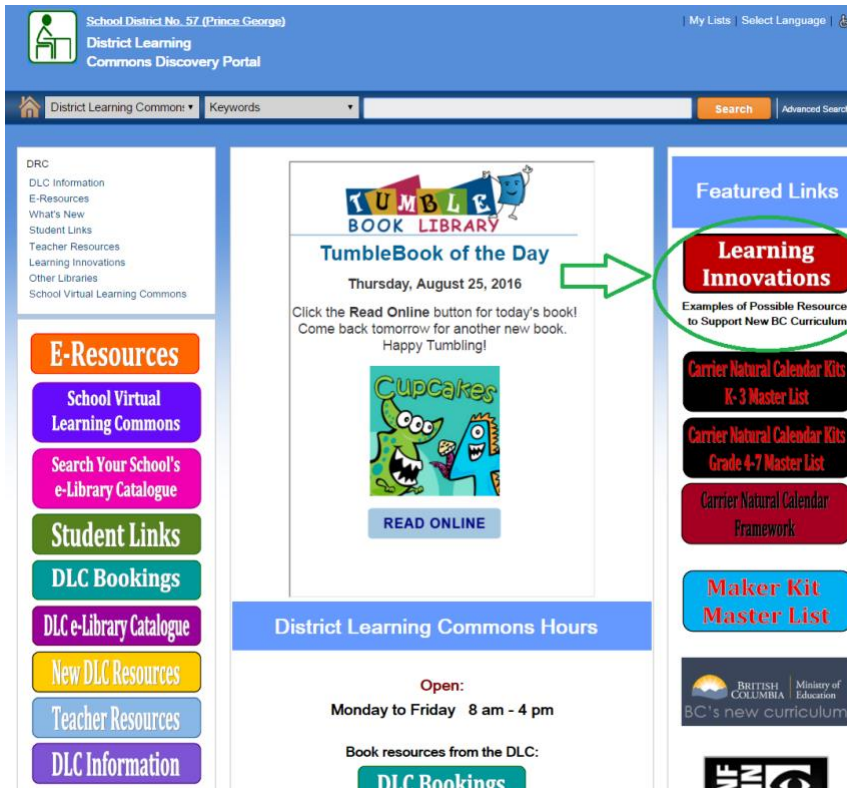 School District No. 57 (Prince George)
District Learning
Commons Discovery Portal
| My Lists | Select Language |
District Learning Common: Keywords Search Advanced Search
DRC
DLC Information
E-Resources
What's New
Student Links
Teacher Resources
Learning Innovations
Other Libraries
School Virtual Learning Commons
E-Resources
School Virtual
Learning Commons
Search Your School's
e-Library Catalogue
Student Links
DLC Bookings
DLC e-Library Catalogue
New DLC Resources
Teacher Resources
DLC Information
TUMBLE
BOOK LIBRARY
TumbleBook of the Day
Thursday, August 25, 2016
Click the Read Online button for today's book!
Come back tomorrow for another new book.
Happy Tumbling!
Cupcakes
READ ONLINE
District Learning Commons Hours
Open:
Monday to Friday 8 am - 4 pm
Book resources from the DLC:
DLC Bookings
Featured Links
Learning
Innovations
Examples of Possible Resource
to Support New BC Curriculum
Carrier Natural Calendar Kits
K- 3 Master List
Carrier Natural Calendar Kits
Grade 4-7 Master List
Carrier Natural Calendar
Framework
Maker Kit
Master List
BRITISH COLUMBIA
Ministry of Education
BC's new curriculum